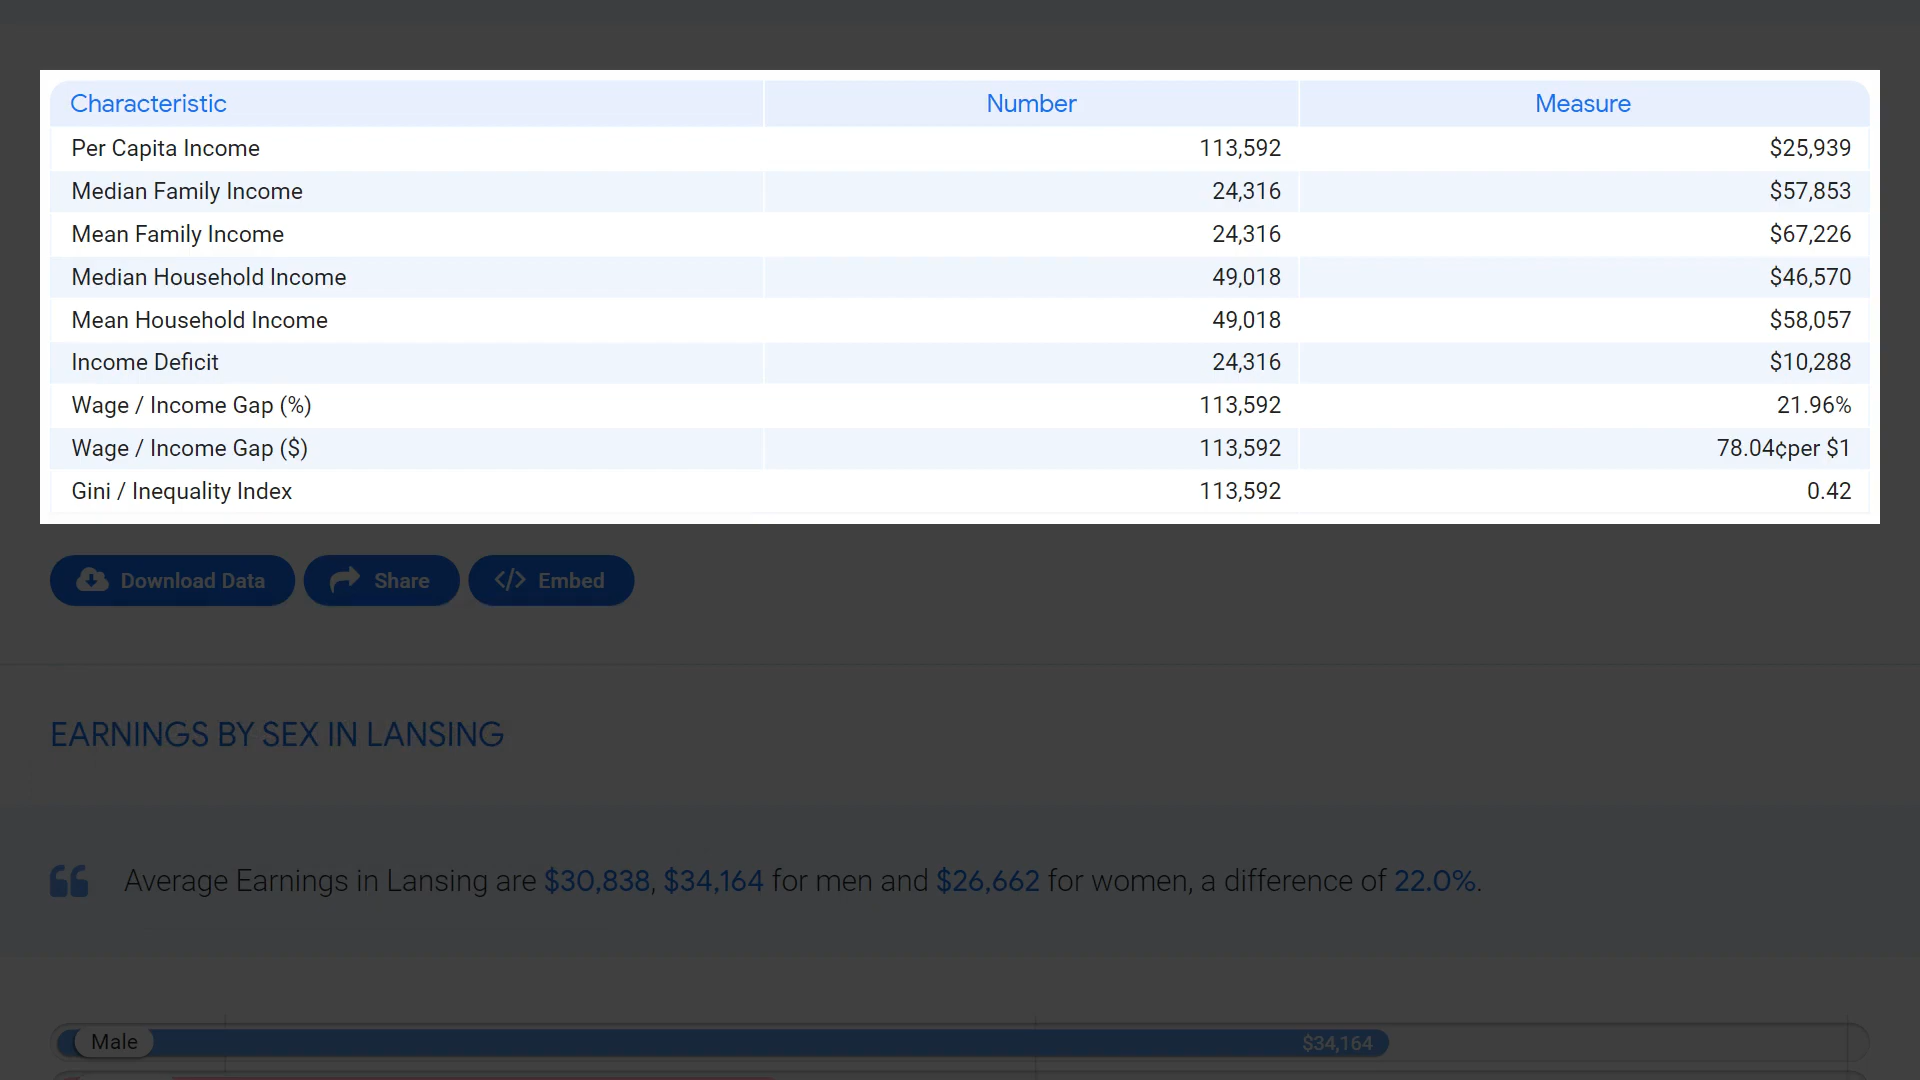 Characteristic Number Measure
Per Capita Income 113,592 $25,939
Median Family Income 24,316 $57,853
Mean Family Income 24,316 $67,226
Median Household Income 49,018 $46,570
Mean Household Income 49,018 $58,057
Income Deficit 24,316 $10,288
Wage / Income Gap (%) 113,592 21.96%
Wage / Income Gap ($) 113,592 78.04¢per $1
Gini / Inequality Index 113,592 0.42
Download Data Share </> Embed
EARNINGS BY SEX IN LANSING
“ Average Earnings in Lansing are $30,838, $34,164 for men and $26,662 for women, a difference of 22.0%.
Male $34,164